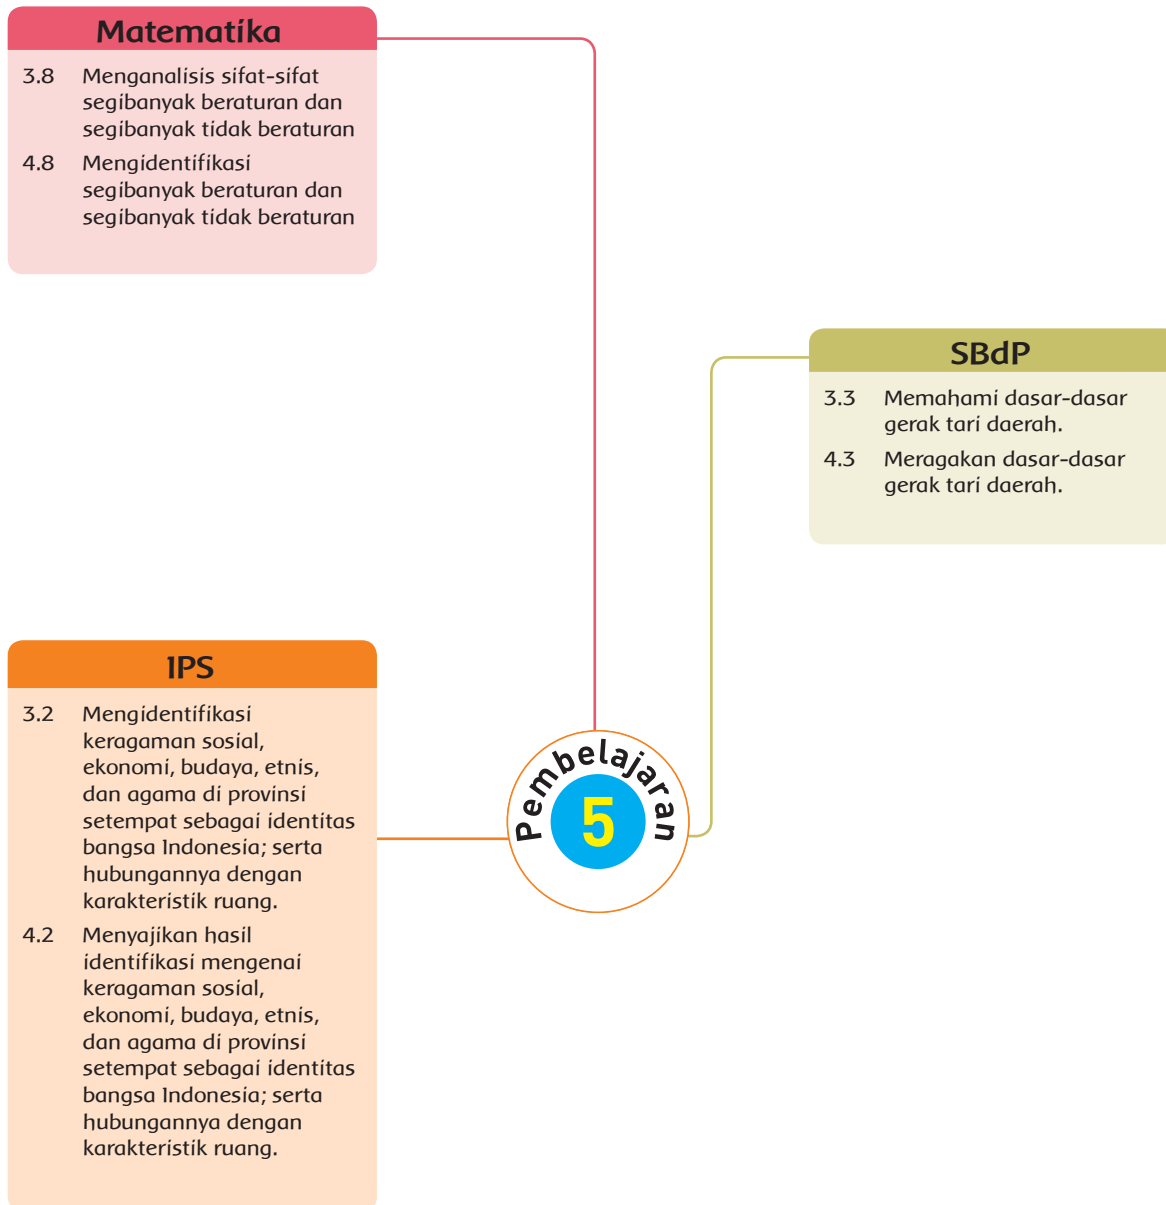 Matematika
3.8 Menganalisis sifat-sifat
segibanyak beraturan dan
segibanyak tidak beraturan
4.8 Mengidentifikasi
segibanyak beraturan dan
segibanyak tidak beraturan
SBdP
3.3 Memahami dasar-dasar
gerak tari daerah.
4.3 Meragakan dasar-dasar
gerak tari daerah.
IPS
3.2 Mengidentifikasi
keragaman sosial,
ekonomi, budaya, etnis,
dan agama di provinsi
setempat sebagai identitas
bangsa Indonesia; serta
hubungannya dengan
karakteristik ruang.
4.2 Menyajikan hasil
identifikasi mengenai
keragaman sosial,
ekonomi, budaya, etnis,
dan agama di provinsi
setempat sebagai identitas
bangsa Indonesia; serta
hubungannya dengan
karakteristik ruang.
Pembelajaran
5